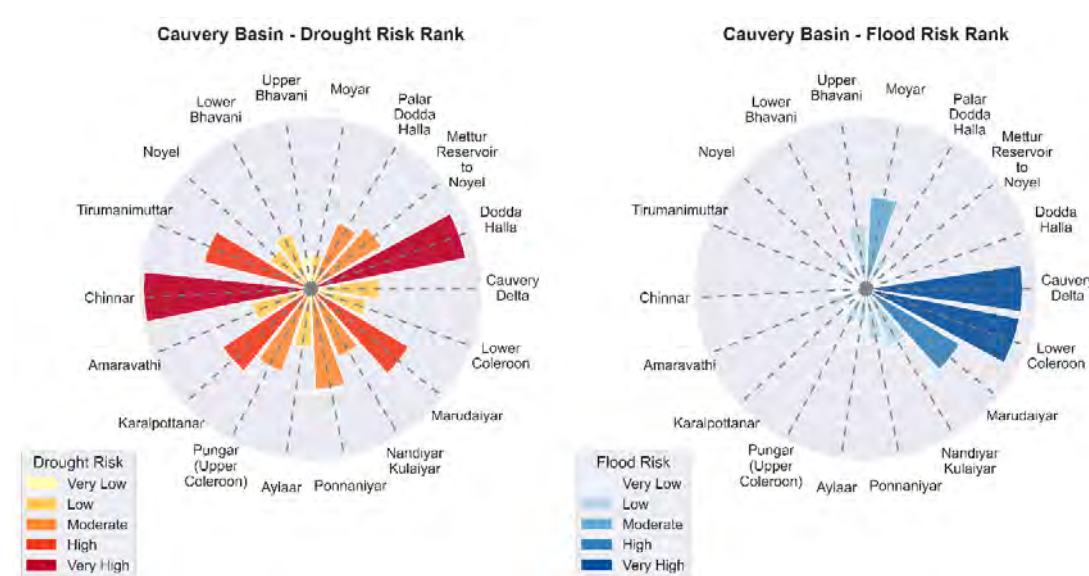 Cauvery Basin - Drought Risk Rank
Upper
Bhavani
Moyar
Palar
Dodda
Halla
Mettur
Reservoir
to
Noyel
Dodda
Halla
Cauvery
Delta
Lower
Coleroon
Marudaiyar
Nandiyar
Kulaiyar
Ponnaniyar
Aylaar
Pungar
(Upper
Coleroon)
Karaipottanar
Amaravathi
Chinnar
Tirumanimuttar
Noyel
Lower
Bhavani
Drought Risk
Very Low
Low
Moderate
High
Very High
Cauvery Basin - Flood Risk Rank
Upper
Bhavani
Moyar
Palar
Dodda
Halla
Mettur
Reservoir
to
Noyel
Dodda
Halla
Cauvery
Delta
Lower
Coleroon
Marudaiyar
Nandiyar
Kulaiyar
Ponnaniyar
Aylaar
Pungar
(Upper
Coleroon)
Karaipottanar
Amaravathi
Chinnar
Tirumanimuttar
Noyel
Lower
Bhavani
Flood Risk
Very Low
Low
Moderate
High
Very High